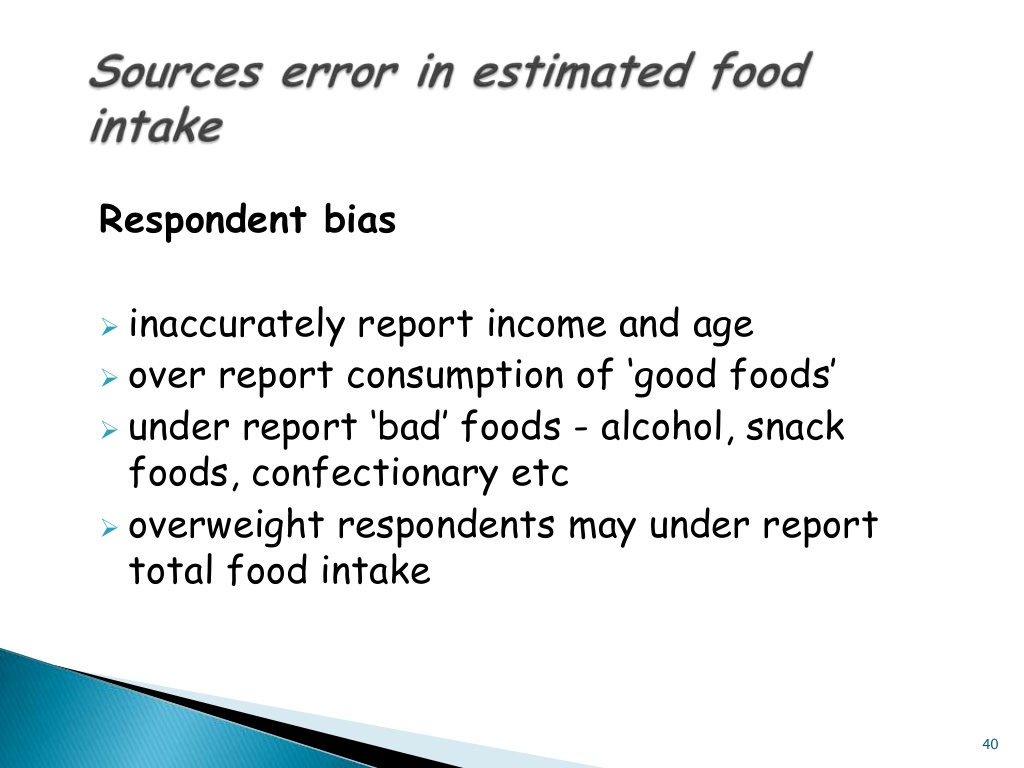 Sources error in estimated food
intake
Respondent bias
➢ inaccurately report income and age
➢ over report consumption of ‘good foods’
➢ under report ‘bad’ foods - alcohol, snack
foods, confectionary etc
➢ overweight respondents may under report
total food intake
40